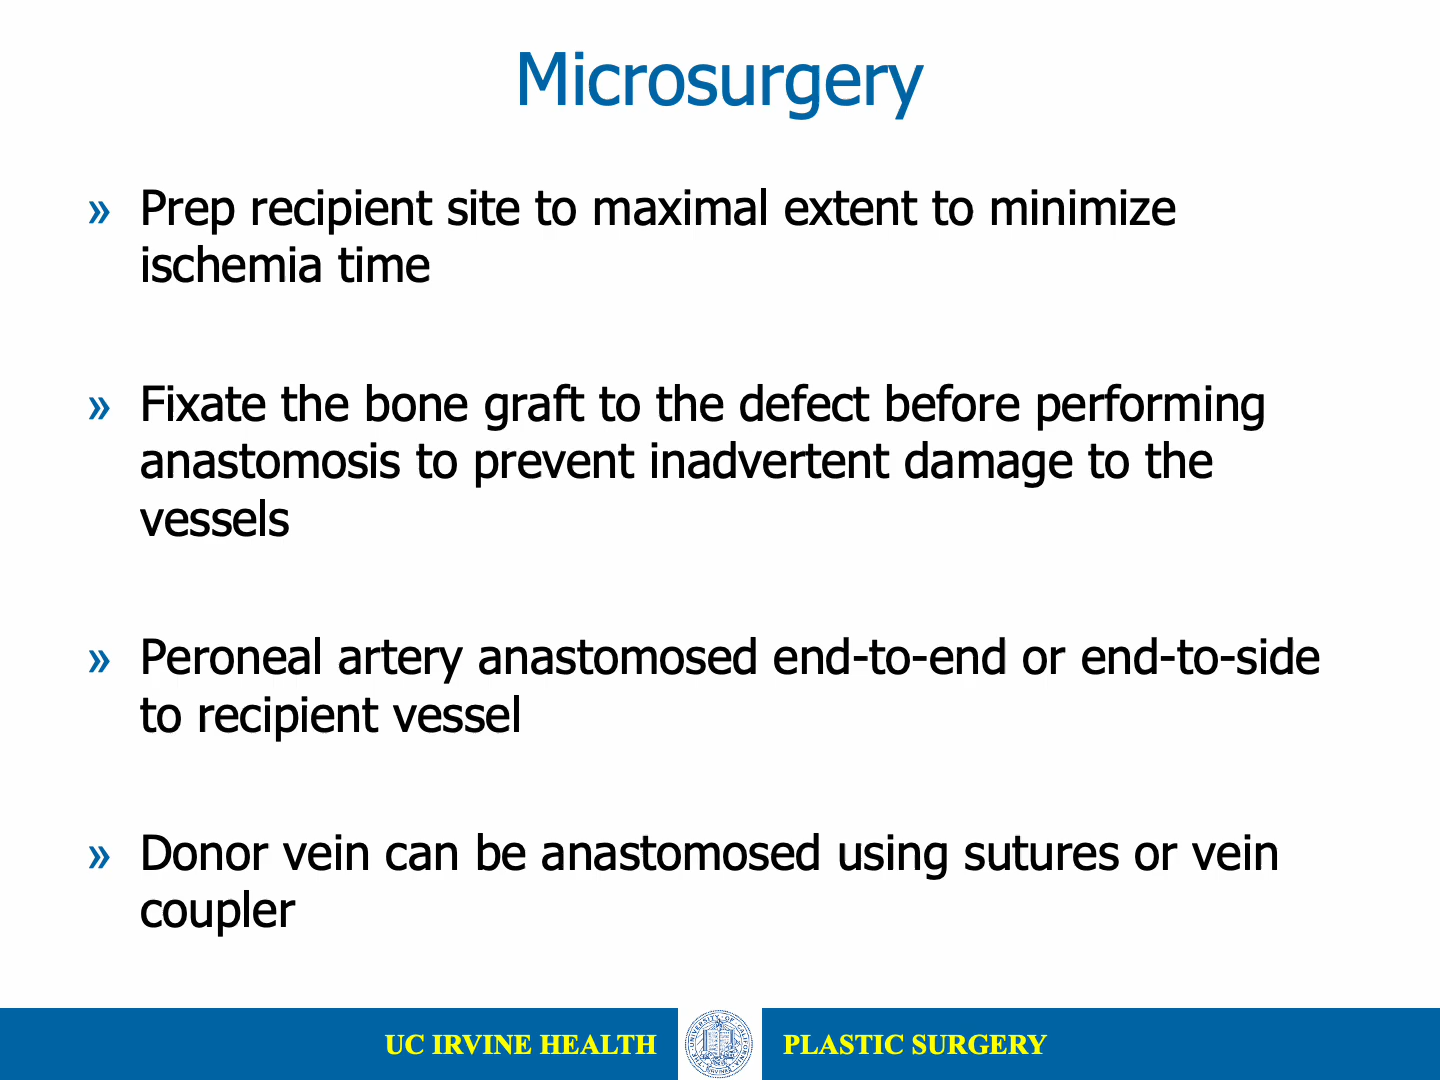 Microsurgery
» Prep recipient site to maximal extent to minimize
ischemia time
» Fixate the bone graft to the defect before performing
anastomosis to prevent inadvertent damage to the
vessels
» Peroneal artery anastomosed end-to-end or end-to-side
to recipient vessel
» Donor vein can be anastomosed using sutures or vein
coupler
UC IRVINE HEALTH
PLASTIC SURGERY